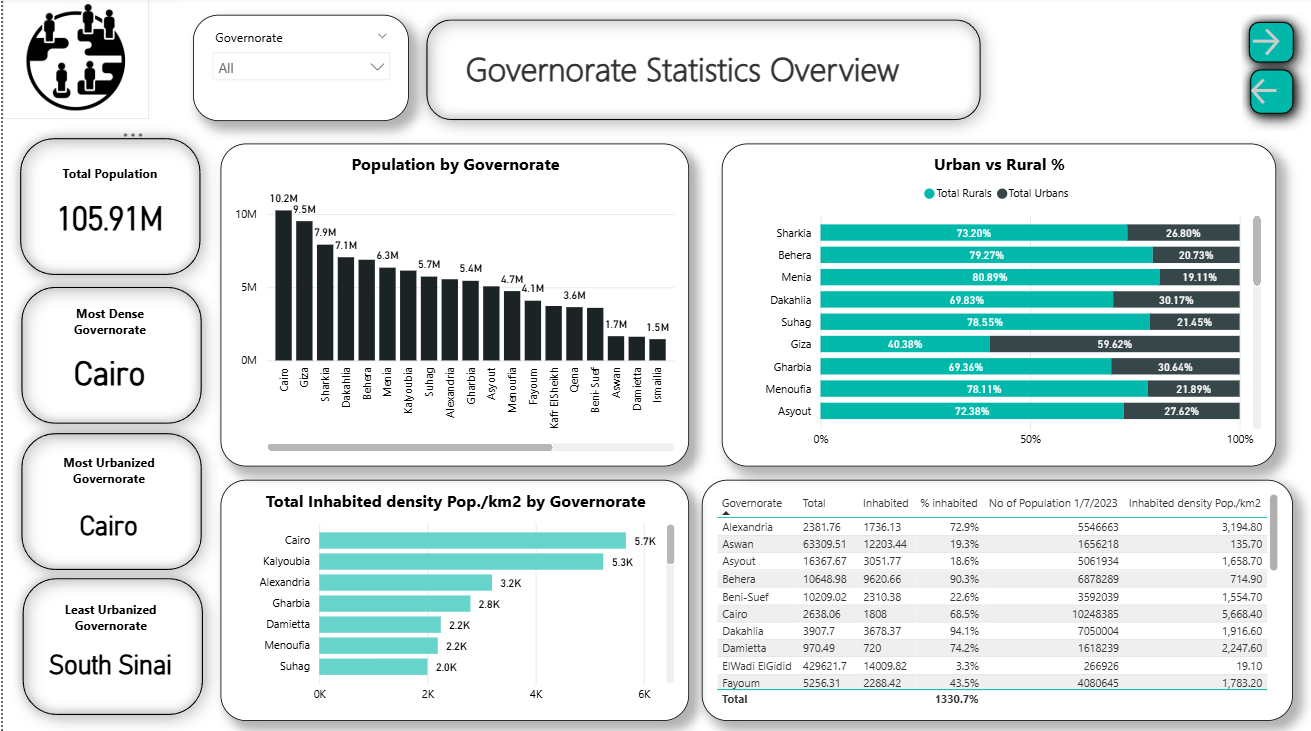 Governorate
All
Governorate Statistics Overview
Total Population
105.91M
Most Dense
Governorate
Cairo
Most Urbanized
Governorate
Cairo
Least Urbanized
Governorate
South Sinai
Population by Governorate
10M
5M
0M
10.2M
9.5M
7.9M
7.1M
6.3M
5.7M
5.4M
4.7M
4.1M
3.6M
1.7M
1.5M
Cairo
Giza
Sharkia
Dakahlia
Behera
Menia
Kalyoubia
Suhag
Alexandria
Gharbia
Asyout
Menoufia
Fayoum
Kafr ElSheikh
Qena
Beni-Suef
Aswan
Damietta
Ismailia
Urban vs Rural %
Total Rurals Total Urbans
Sharkia 73.20% 26.80%
Behera 79.27% 20.73%
Menia 80.89% 19.11%
Dakahlia 69.83% 30.17%
Suhag 78.55% 21.45%
Giza 40.38% 59.62%
Gharbia 69.36% 30.64%
Menoufia 78.11% 21.89%
Asyout 72.38% 27.62%
0% 50% 100%
Total Inhabited density Pop./km2 by Governorate
Cairo 5.7K
Kalyoubia 5.3K
Alexandria 3.2K
Gharbia 2.8K
Damietta 2.2K
Menoufia 2.2K
Suhag 2.0K
0K 2K 4K 6K
Governorate Total Inhabited % inhabited No of Population 1/7/2023 Inhabited density Pop./km2
Alexandria 2381.76 1736.13 72.9% 5546663 3,194.80
Aswan 63309.51 12203.44 19.3% 1656218 135.70
Asyout 16367.67 3051.77 18.6% 5061934 1,658.70
Behera 10648.98 9620.66 90.3% 6878289 714.90
Beni-Suef 10209.02 2310.38 22.6% 3592039 1,554.70
Cairo 2638.06 1808 68.5% 10248385 5,668.40
Dakahlia 3907.7 3678.37 94.1% 7050004 1,916.60
Damietta 970.49 720 74.2% 1618239 2,247.60
ElWadi ElGidid 429621.7 14009.82 3.3% 266926 19.10
Fayoum 5256.31 2288.42 43.5% 4080645 1,783.20
Total 1330.7%